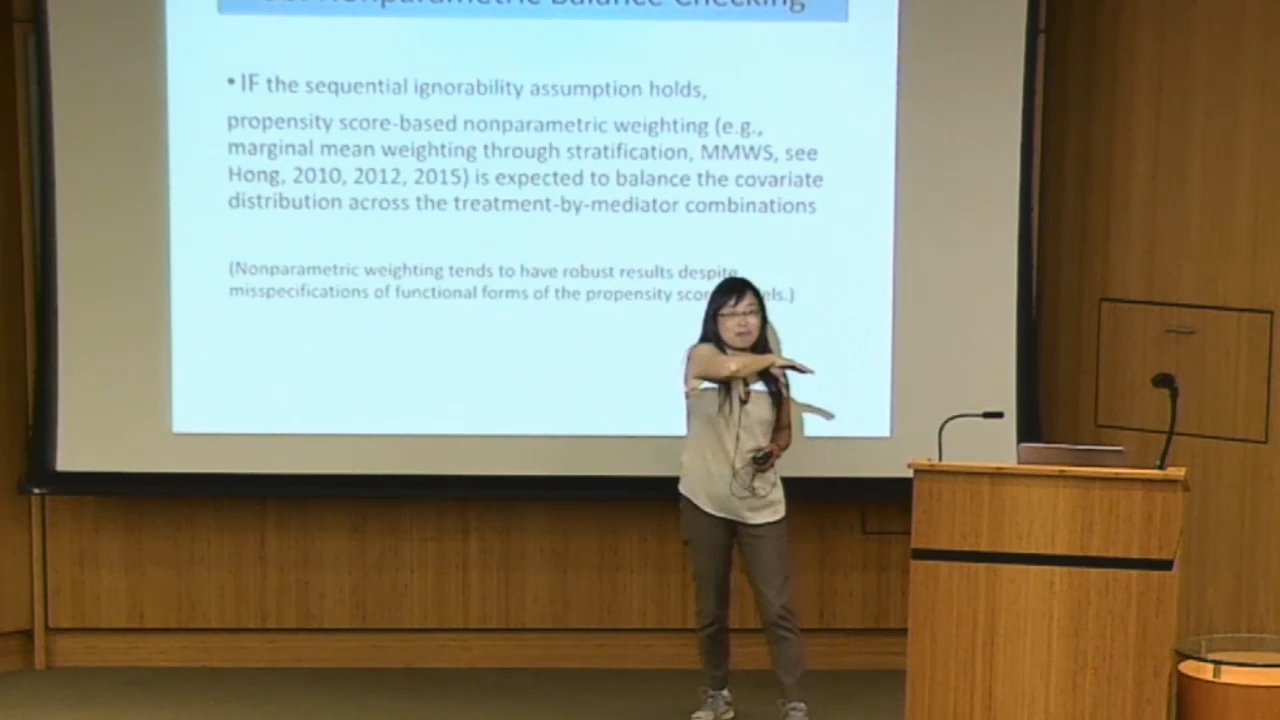 Nonparametric Balance Checking
• IF the sequential ignorability assumption holds,
propensity score-based nonparametric weighting (e.g.,
marginal mean weighting through stratification, MMWS, see
Hong, 2010, 2012, 2015) is expected to balance the covariate
distribution across the treatment-by-mediator combinations
(Nonparametric weighting tends to have robust results despite
misspecifications of functional forms of the propensity